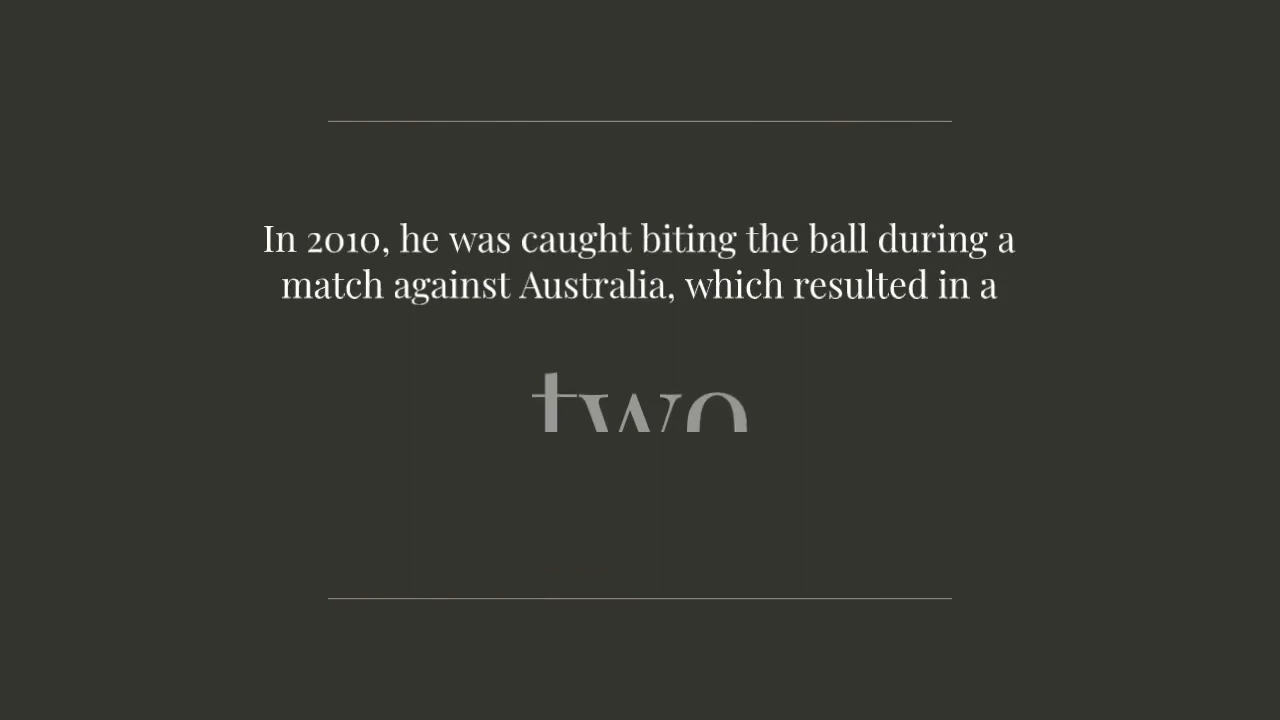 In 2010, he was caught biting the ball during a
match against Australia, which resulted in a
two